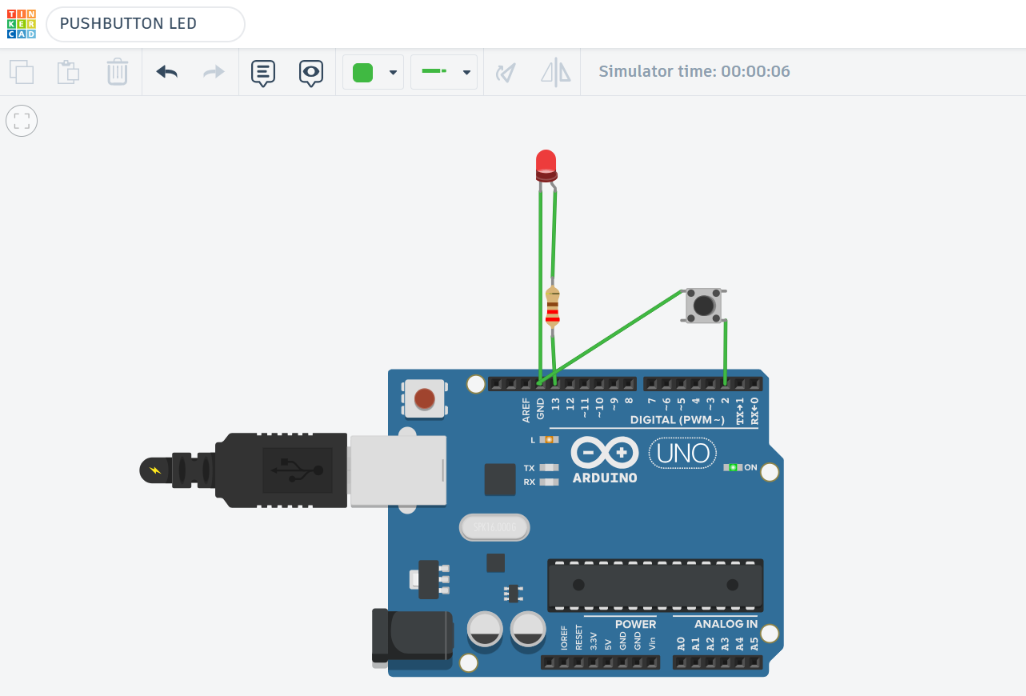 TIN
KER
CAD
PUSHBUTTON LED
Simulator time: 00:00:06
AREF
GND
13
12
~11
~10
~9
8
7
~6
~5
4
~3
2
TX→1
RX←0
DIGITAL (PWM~)
L
TX
RX
ARDUINO
UNO
ON
POWER
ANALOG IN
IOREF
RESET
3.3V
5V
GND
GND
Vin
A0
A1
A2
A3
A4
A5